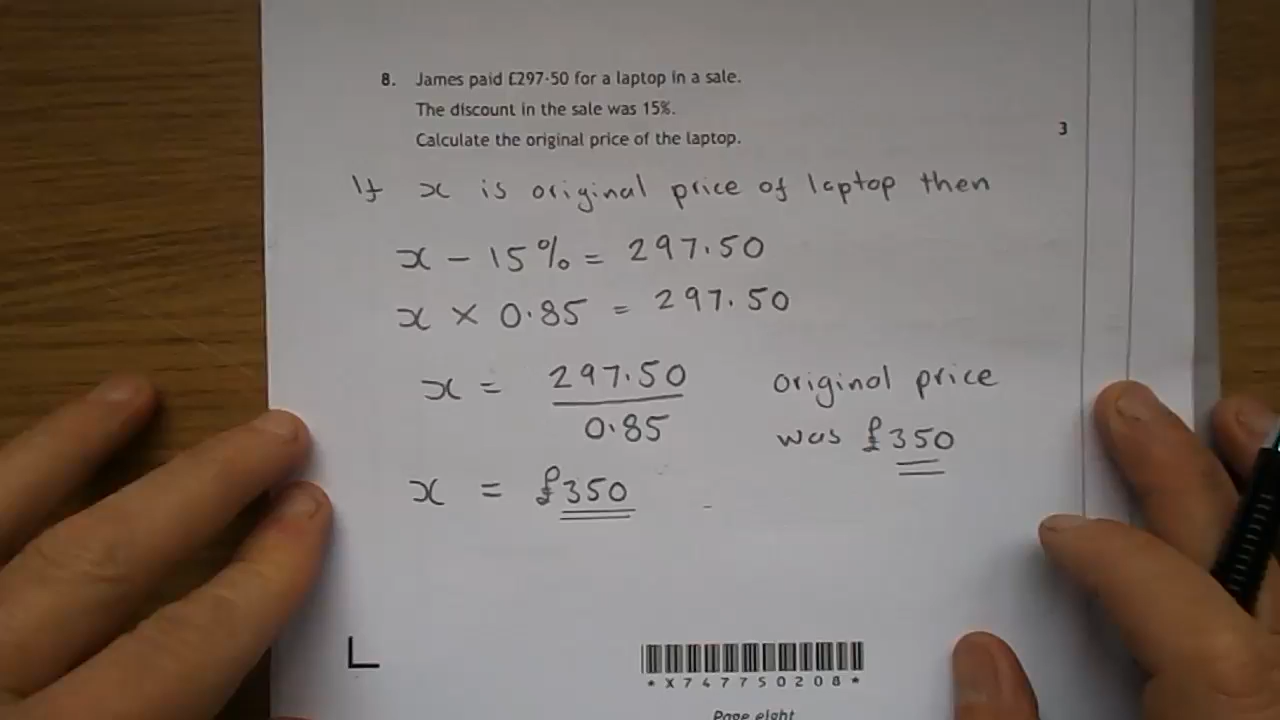 8. James paid £297·50 for a laptop in a sale.
The discount in the sale was 15%.
Calculate the original price of the laptop.
3
If x is original price of laptop then
x - 15% = 297.50
x × 0.85 = 297.50
x = 297.50 / 0.85
x = £350
original price
was £350
*X747750208*
Page eight